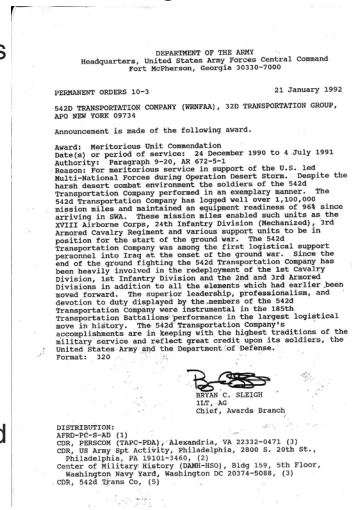 DEPARTMENT OF THE ARMY
Headquarters, United States Army Forces Central Command
Fort McPherson, Georgia 30330-7000
PERMANENT ORDERS 10-3 21 January 1992
542D TRANSPORTATION COMPANY (WRNFAA), 32D TRANSPORTATION GROUP,
APO NEW YORK 09734
Announcement is made of the following award.
Award: Meritorious Unit Commendation
Date(s) or period of service: 24 December 1990 to 4 July 1991
Authority: Paragraph 9-20, AR 672-5-1
Reason: For meritorious service in support of the U.S. led
Multi-National Forces during Operation Desert Storm. Despite the
harsh desert combat environment the soldiers of the 542d
Transportation Company performed in an exemplary manner. The
542d Transportation Company has logged well over 1,100,000
mission miles and maintained an equipment readiness of 96% since
arriving in SWA. These mission miles enabled such units as the
XVIII Airborne Corps, 24th Infantry Division (Mechanized), 3rd
Armored Cavalry Regiment and various support units to be in
position for the start of the ground war. The 542d
Transportation Company was among the first logistical support
personnel into Iraq at the onset of the ground war. Since the
end of the ground fighting the 542d Transportation Company has
been heavily involved in the redeployment of the 1st Cavalry
Division, 1st Infantry Division and the 2nd and 3rd Armored
Divisions in addition to all the elements which had earlier been
moved forward. The superior leadership, professionalism, and
devotion to duty displayed by the members of the 542d
Transportation Company were instrumental in the 185th
Transportation Battalions performance in the largest logistical
move in history. The 542d Transportation Company's
accomplishments are in keeping with the highest traditions of the
military service and reflect great credit upon its soldiers, the
United States Army and the Department of Defense.
Format: 320
BRYAN C. SLEIGH
1LT, AG
Chief, Awards Branch
DISTRIBUTION:
AFRD-PC-S-AD (1)
CDR, PERSCOM (TAPC-PDA), Alexandria, VA 22332-0471 (3)
CDR, US Army Spt Activity, Philadelphia, 2800 S. 20th St.,
Philadelphia, PA 19101-3460, (2)
Center of Military History (DAMH-HSO), Bldg 159, 5th Floor,
Washington Navy Yard, Washington DC 20374-5088, (3)
CDR, 542d Trans Co, (5)